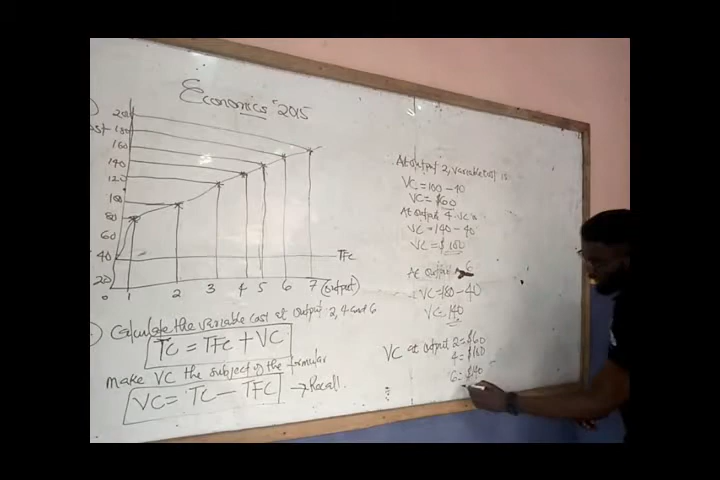 Economics '2015
200
180
160
140
120
100
80
60
40
TFC
20
0 1 2 3 4 5 6 7 (output)
Calculate the variable cost at output 2, 4 and 6
TC = TFC + VC
make VC the subject of the formular
VC = TC - TFC → Recall
At output 2, variable cost is
VC = 100 - 40
VC = $60
At output 4. VC is
VC = 140 - 40
VC = $100
At output 6
VC = 180 - 40
VC = 140
VC at output 2 = $60
4 = $100
6 = $140